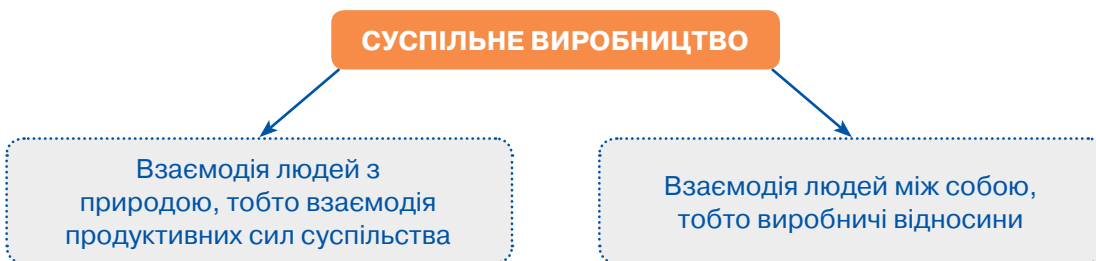 СУСПІЛЬНЕ ВИРОБНИЦТВО
Взаємодія людей з
природою, тобто взаємодія
продуктивних сил суспільства
Взаємодія людей між собою,
тобто виробничі відносини